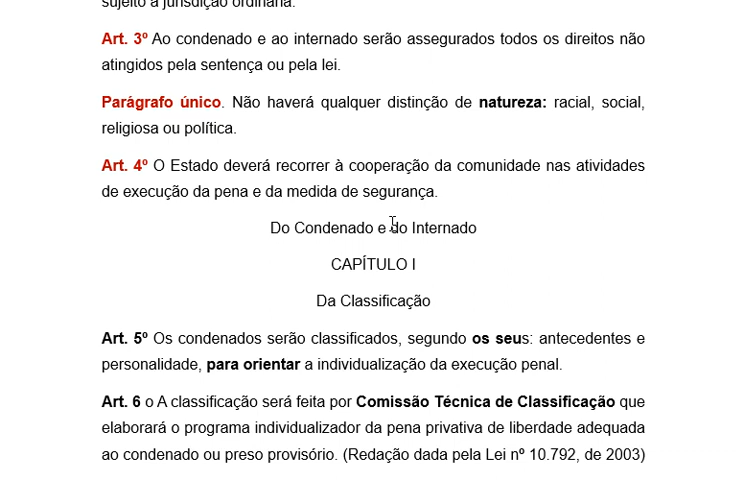 sujeito à jurisdição ordinária.
Art. 3º Ao condenado e ao internado serão assegurados todos os direitos não
atingidos pela sentença ou pela lei.
Parágrafo único. Não haverá qualquer distinção de natureza: racial, social,
religiosa ou política.
Art. 4º O Estado deverá recorrer à cooperação da comunidade nas atividades
de execução da pena e da medida de segurança.
Do Condenado e do Internado
CAPÍTULO I
Da Classificação
Art. 5º Os condenados serão classificados, segundo os seus: antecedentes e
personalidade, para orientar a individualização da execução penal.
Art. 6 o A classificação será feita por Comissão Técnica de Classificação que
elaborará o programa individualizador da pena privativa de liberdade adequada
ao condenado ou preso provisório. (Redação dada pela Lei nº 10.792, de 2003)